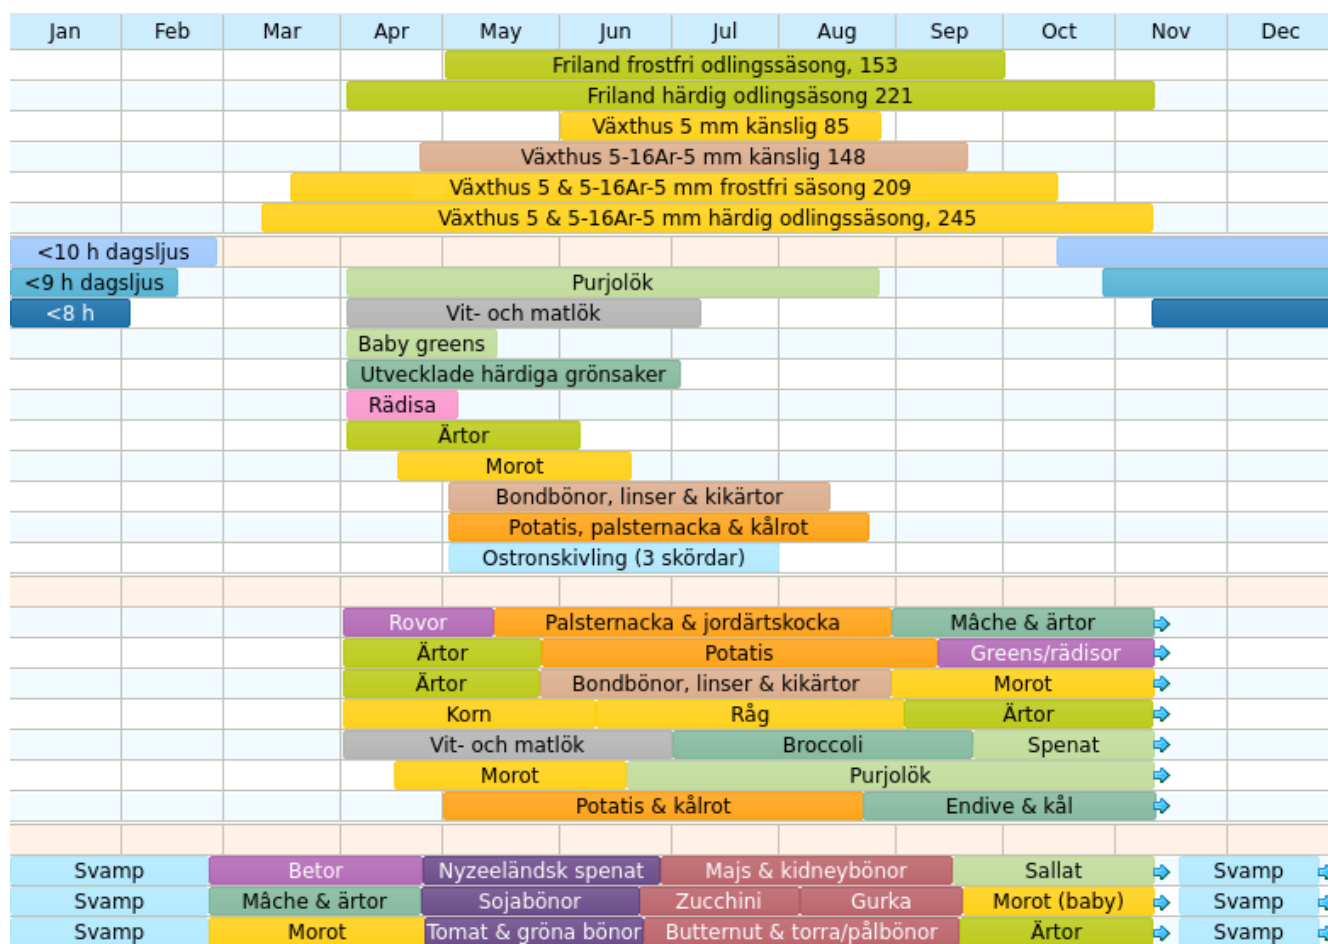 Jan Feb Mar Apr May Jun Jul Aug Sep Oct Nov Dec
Friland frostfri odlingssäsong, 153
Friland härdig odlingsäsong 221
Växthus 5 mm känslig 85
Växthus 5-16Ar-5 mm känslig 148
Växthus 5 & 5-16Ar-5 mm frostfri säsong 209
Växthus 5 & 5-16Ar-5 mm härdig odlingssäsong, 245
<10 h dagsljus
<9 h dagsljus Purjolök
<8 h Vit- och matlök
Baby greens
Utvecklade härdiga grönsaker
Rädisa
Ärtor
Morot
Bondbönor, linser & kikärtor
Potatis, palsternacka & kålrot
Ostronskivling (3 skördar)
Rovor Palsternacka & jordärtskocka Mâche & ärtor
Ärtor Potatis Greens/rädisor
Ärtor Bondbönor, linser & kikärtor Morot
Korn Råg Ärtor
Vit- och matlök Broccoli Spenat
Morot Purjolök
Potatis & kålrot Endive & kål
Svamp Betor Nyzeeländsk spenat Majs & kidneybönor Sallat Svamp
Svamp Mâche & ärtor Sojabönor Zucchini Gurka Morot (baby) Svamp
Svamp Morot Tomat & gröna bönor Butternut & torra/pålbönor Ärtor Svamp